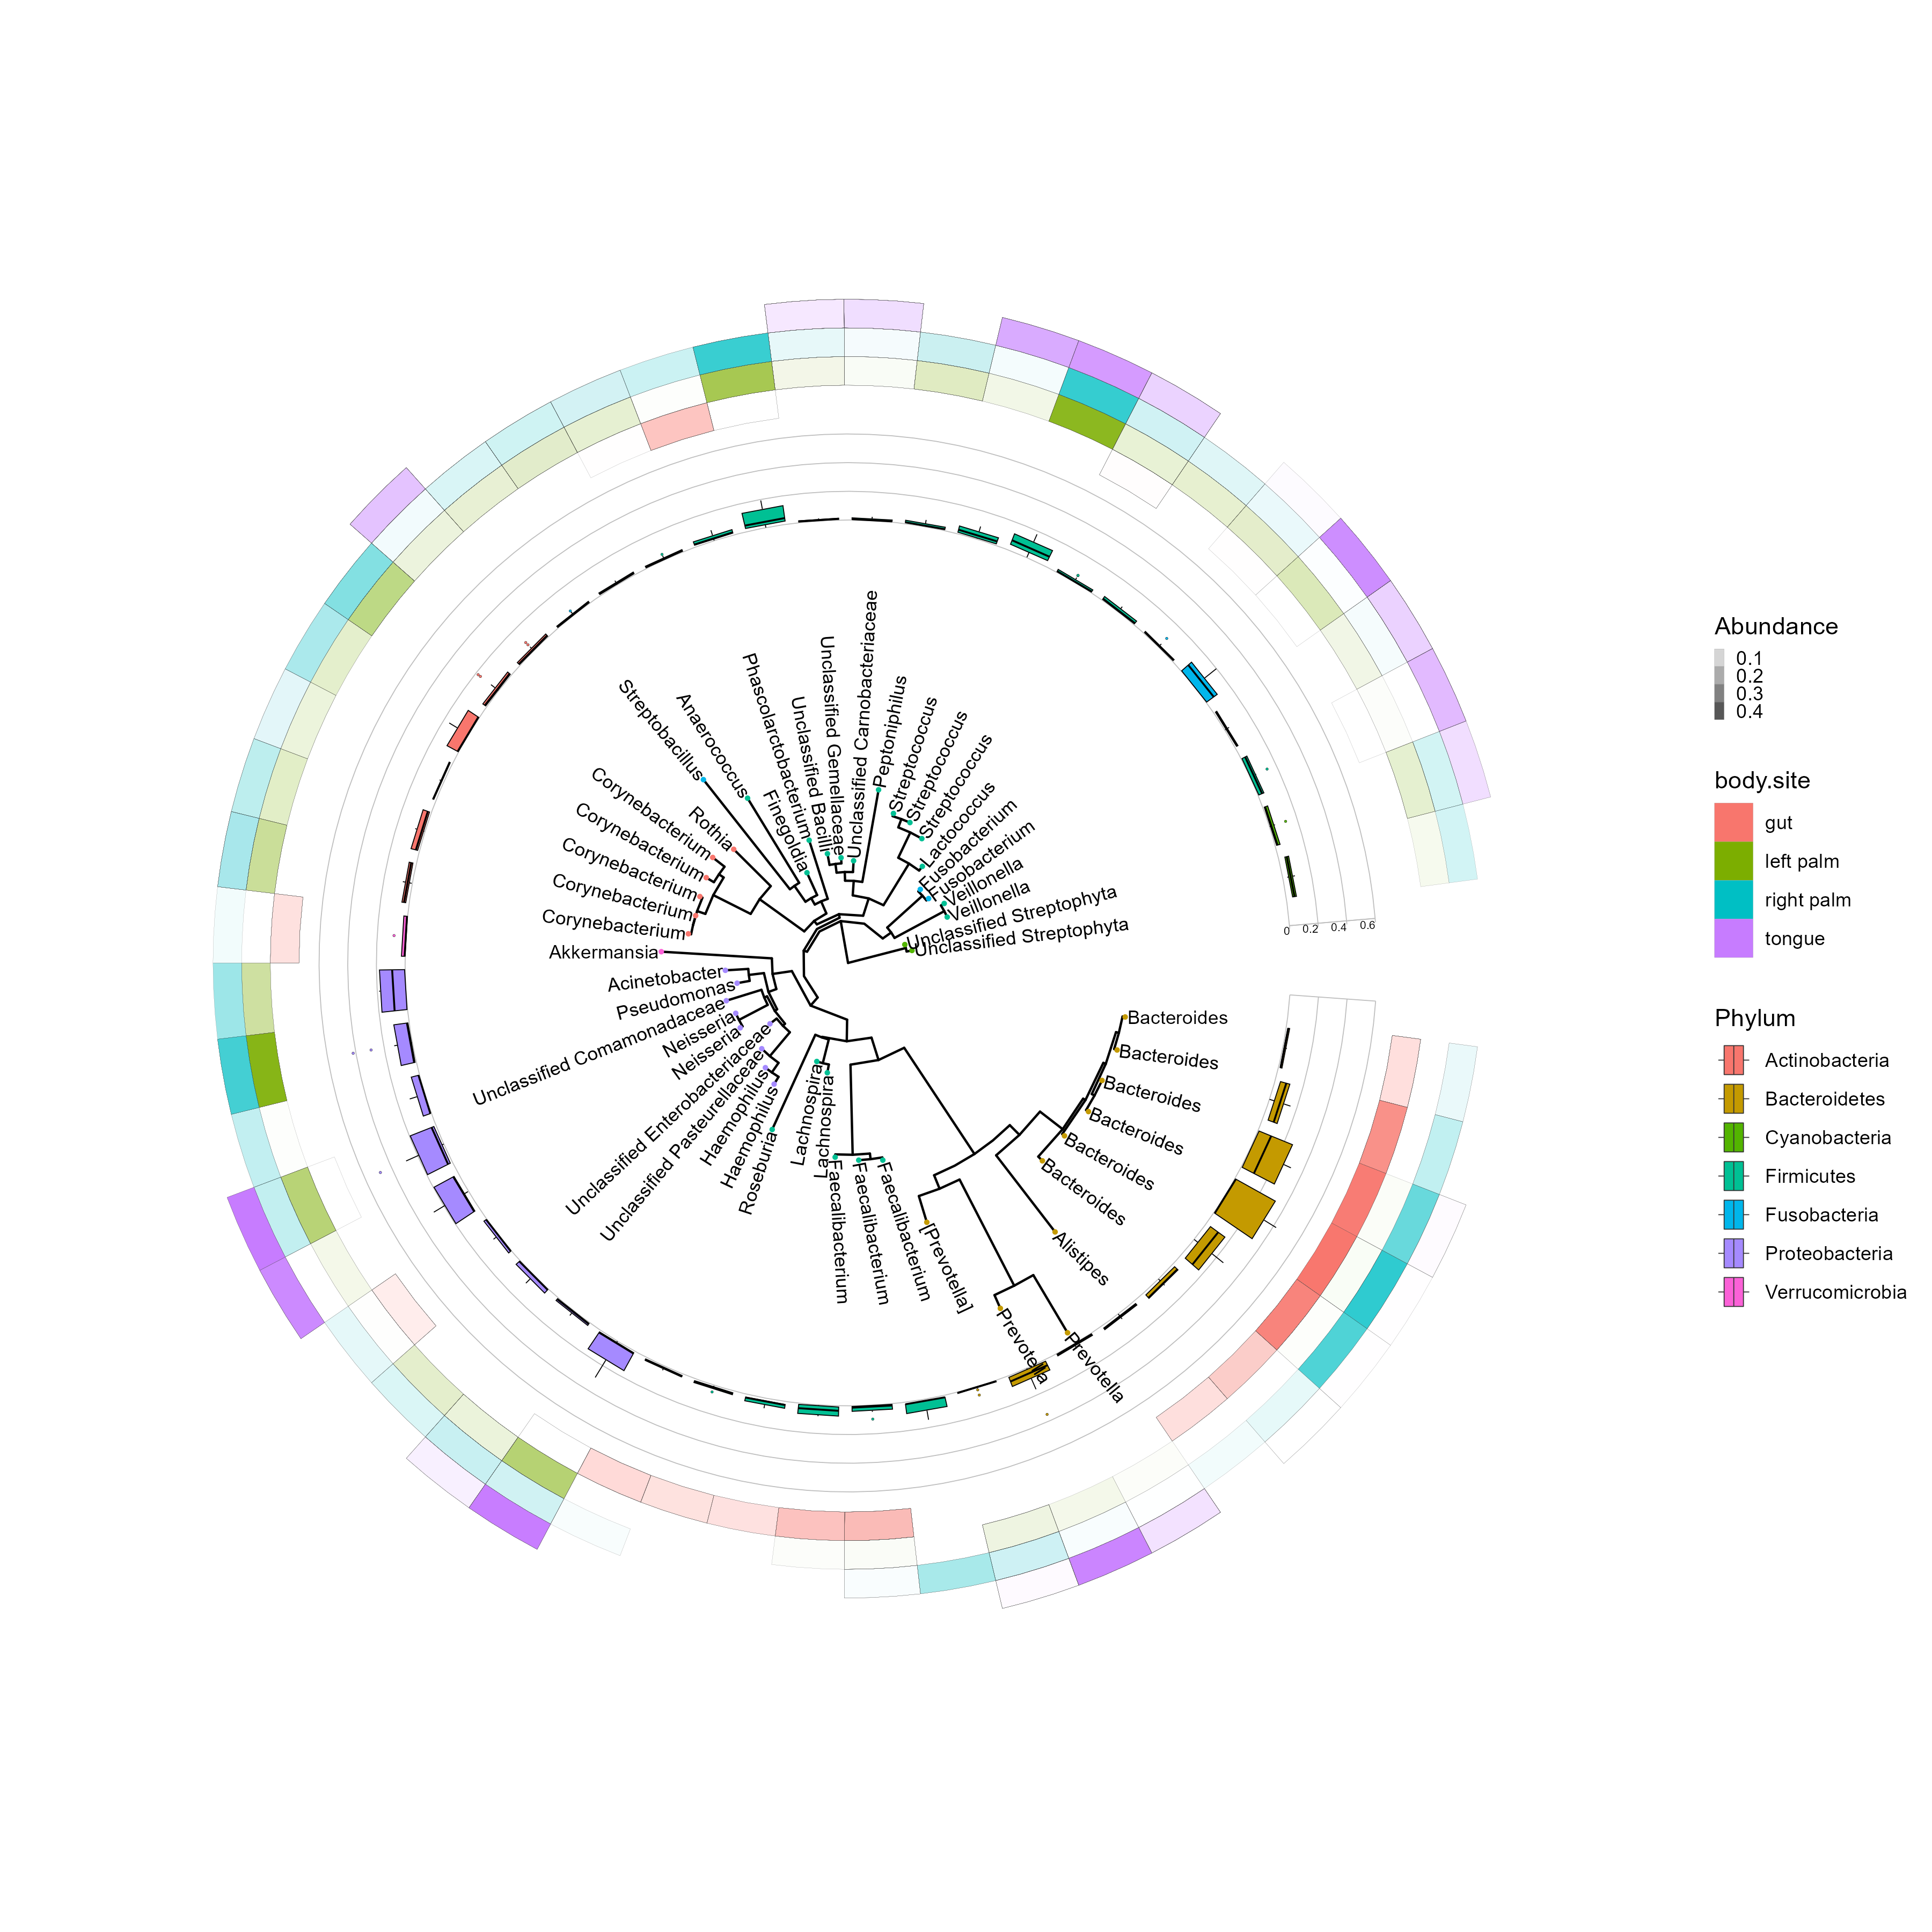 Streptobacillus
Anaerococcus
Phascolarctobacterium
Finegoldia
Unclassified Bacilli
Unclassified Gemellaceae
Unclassified Carnobacteriaceae
Peptoniphilus
Streptococcus
Streptococcus
Streptococcus
Lactococcus
Fusobacterium
Fusobacterium
Veillonella
Veillonella
Unclassified Streptophyta
Unclassified Streptophyta
Rothia
Corynebacterium
Corynebacterium
Corynebacterium
Corynebacterium
Corynebacterium
Akkermansia
Acinetobacter
Pseudomonas
Unclassified Comamonadaceae
Neisseria
Neisseria
Unclassified Enterobacteriaceae
Unclassified Pasteurellaceae
Haemophilus
Haemophilus
Roseburia
Lachnospira
Lachnospira
Faecalibacterium
Faecalibacterium
Faecalibacterium
[Prevotella]
Prevotella
Prevotella
Alistipes
Bacteroides
Bacteroides
Bacteroides
Bacteroides
Bacteroides
Bacteroides
0 0.2 0.4 0.6
Abundance
0.1
0.2
0.3
0.4
body.site
gut
left palm
right palm
tongue
Phylum
Actinobacteria
Bacteroidetes
Cyanobacteria
Firmicutes
Fusobacteria
Proteobacteria
Verrucomicrobia